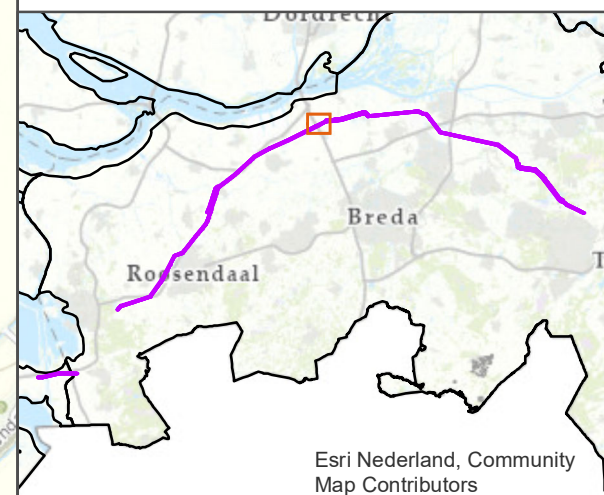 Dordrecht
Breda
Roosendaal
T
Esri Nederland, Community
Map Contributors